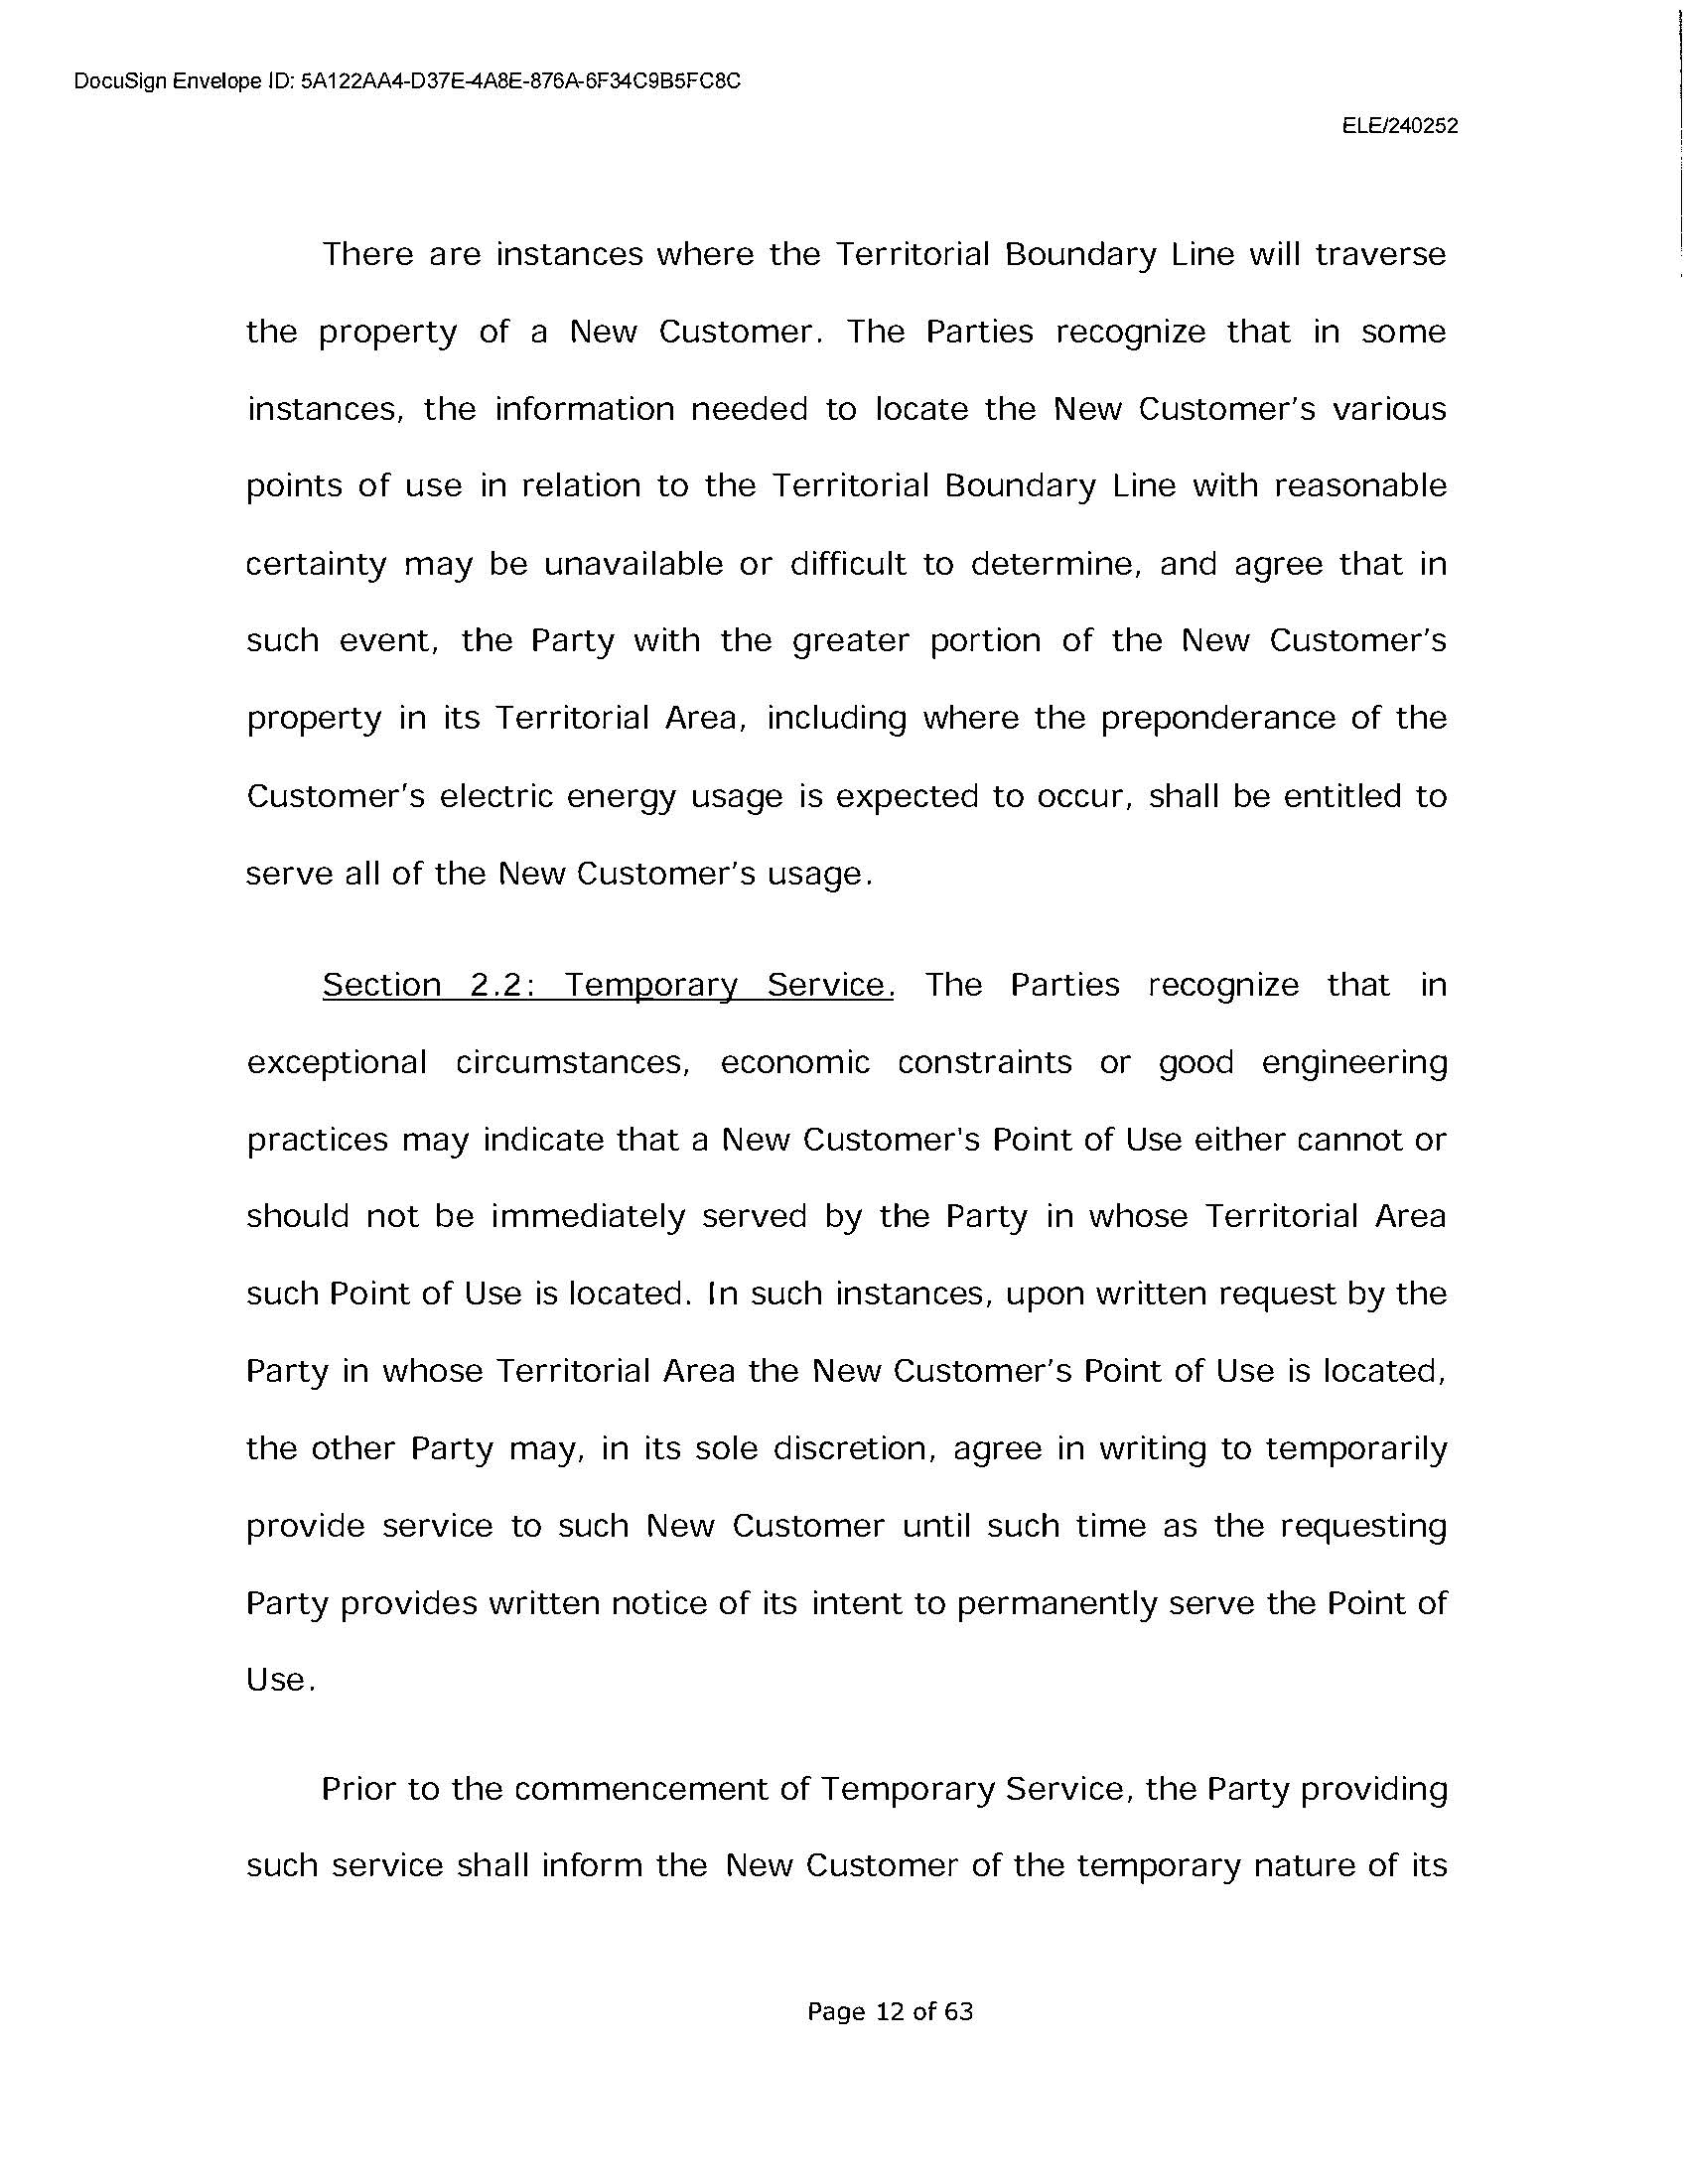 DocuSign Envelope ID: 5A122AA4-D37E-4A8E-876A-6F34C9B5FC8C
ELE/240252
There are instances where the Territorial Boundary Line will traverse
the property of a New Customer. The Parties recognize that in some
instances, the information needed to locate the New Customer's various
points of use in relation to the Territorial Boundary Line with reasonable
certainty may be unavailable or difficult to determine, and agree that in
such event, the Party with the greater portion of the New Customer's
property in its Territorial Area, including where the preponderance of the
Customer's electric energy usage is expected to occur, shall be entitled to
serve all of the New Customer's usage.
Section 2.2: Temporary Service. The Parties recognize that in
exceptional circumstances, economic constraints or good engineering
practices may indicate that a New Customer's Point of Use either cannot or
should not be immediately served by the Party in whose Territorial Area
such Point of Use is located. In such instances, upon written request by the
Party in whose Territorial Area the New Customer's Point of Use is located,
the other Party may, in its sole discretion, agree in writing to temporarily
provide service to such New Customer until such time as the requesting
Party provides written notice of its intent to permanently serve the Point of
Use.
Prior to the commencement of Temporary Service, the Party providing
such service shall inform the New Customer of the temporary nature of its
Page 12 of 63